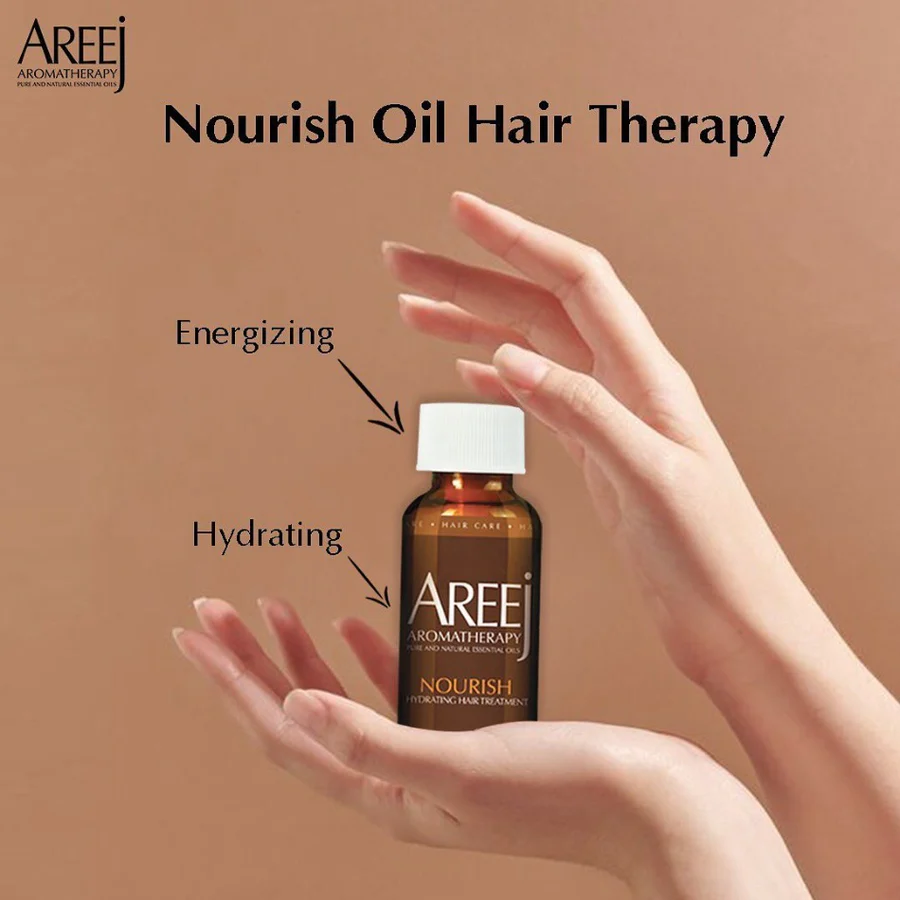 AREEj
AROMATHERAPY
PURE AND NATURAL ESSENTIAL OILS
Nourish Oil Hair Therapy
Energizing
Hydrating
• HAIR CARE •
AREEj
AROMATHERAPY
PURE AND NATURAL ESSENTIAL OILS
NOURISH
HYDRATING HAIR TREATMENT